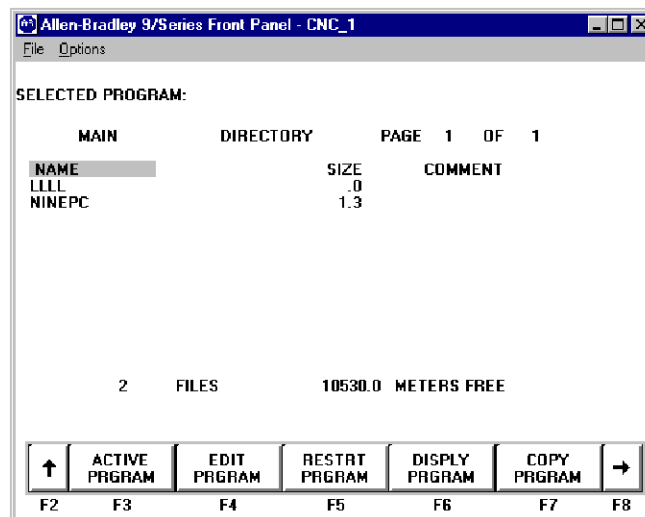 Allen-Bradley 9/Series Front Panel - CNC_1
File Options
SELECTED PROGRAM:
MAIN DIRECTORY PAGE 1 OF 1
NAME SIZE COMMENT
LLLL .0
NINEPC 1.3
2 FILES 10530.0 METERS FREE
↑ ACTIVE PRGRAM EDIT PRGRAM RESTRT PRGRAM DISPLY PRGRAM COPY PRGRAM →
F2 F3 F4 F5 F6 F7 F8